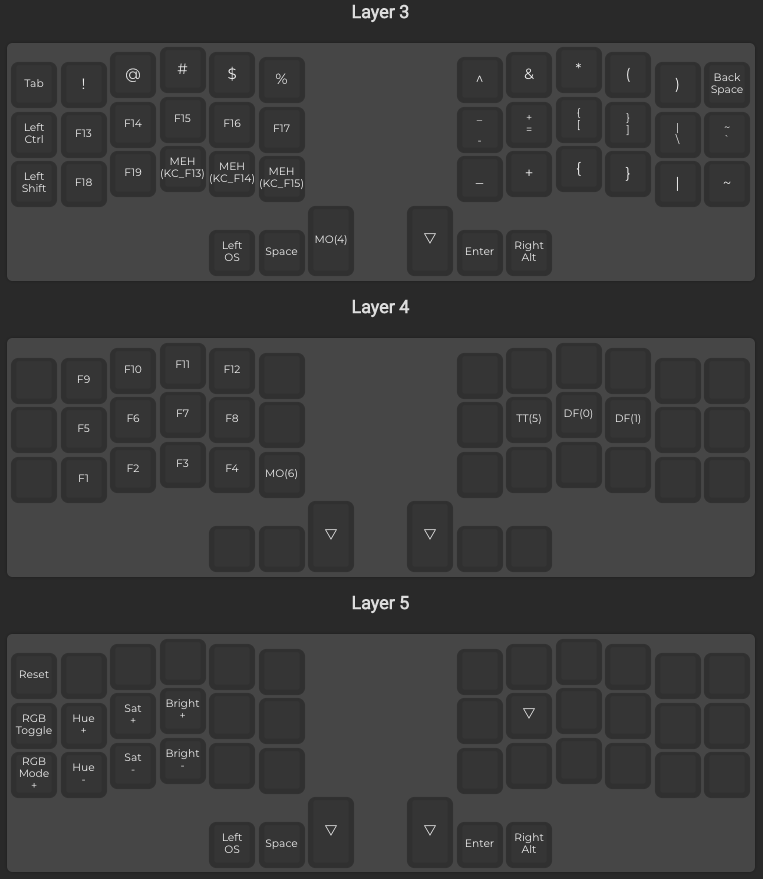 Layer 3
Tab ! @ # $ % ^ & * ( ) Back Space
Left Ctrl F13 F14 F15 F16 F17 _ - + = { [ } ] | \ ~ `
Left Shift F18 F19 MEH (KC_F13) MEH (KC_F14) MEH (KC_F15) _ + { } | ~
Left OS Space MO(4) ▽ Enter Right Alt
Layer 4
F9 F10 F11 F12
F5 F6 F7 F8 TT(5) DF(0) DF(1)
F1 F2 F3 F4 MO(6)
▽ ▽
Layer 5
Reset
RGB Toggle Hue + Sat + Bright + ▽
RGB Mode + Hue - Sat - Bright -
Left OS Space ▽ ▽ Enter Right Alt